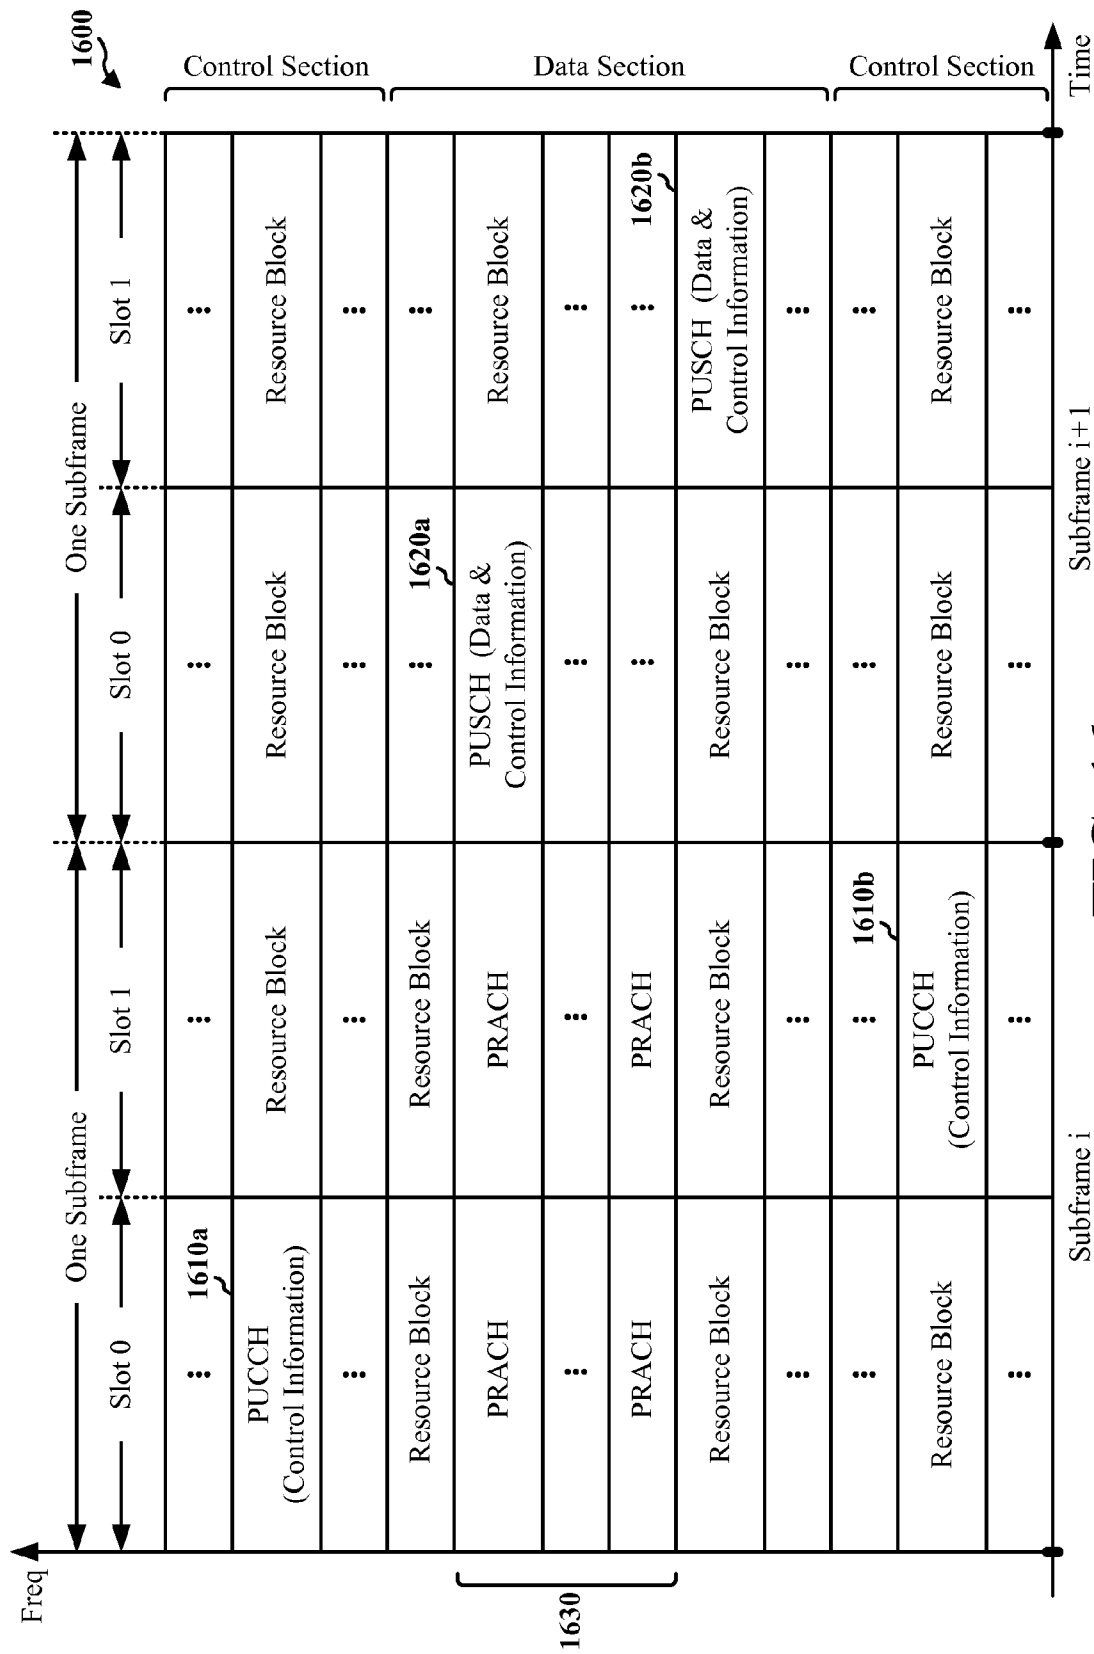 1600
One Subframe
One Subframe
Slot 0
Slot 1
Slot 0
Slot 1
Freq
Control Section
Data Section
Control Section
...
1610a
...
...
...
PUCCH
(Control Information)
Resource Block
Resource Block
Resource Block
...
...
...
...
Resource Block
Resource Block
...
1620a
...
PRACH
PRACH
PUSCH (Data &
Control Information)
Resource Block
1630
...
...
...
...
PRACH
PRACH
...
...
1620b
Resource Block
Resource Block
Resource Block
PUSCH (Data &
Control Information)
...
...
...
...
...
...
1610b
...
...
Resource Block
PUCCH
(Control Information)
Resource Block
Resource Block
...
...
...
...
Time
Subframe i
Subframe i+1